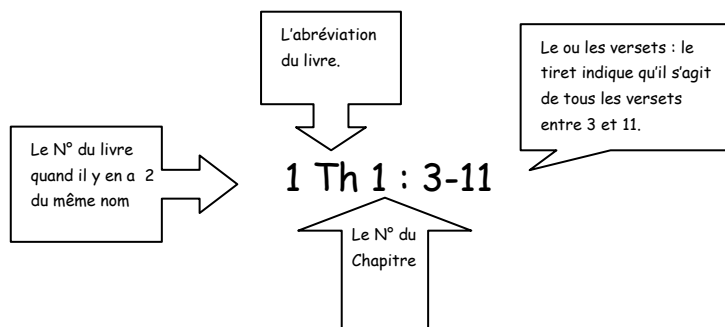 L'abréviation
du livre.
Le ou les versets : le
tiret indique qu'il s'agit
de tous les versets
entre 3 et 11.
Le N° du livre
quand il y en a 2
du même nom
1 Th 1 : 3-11
Le N° du
Chapitre